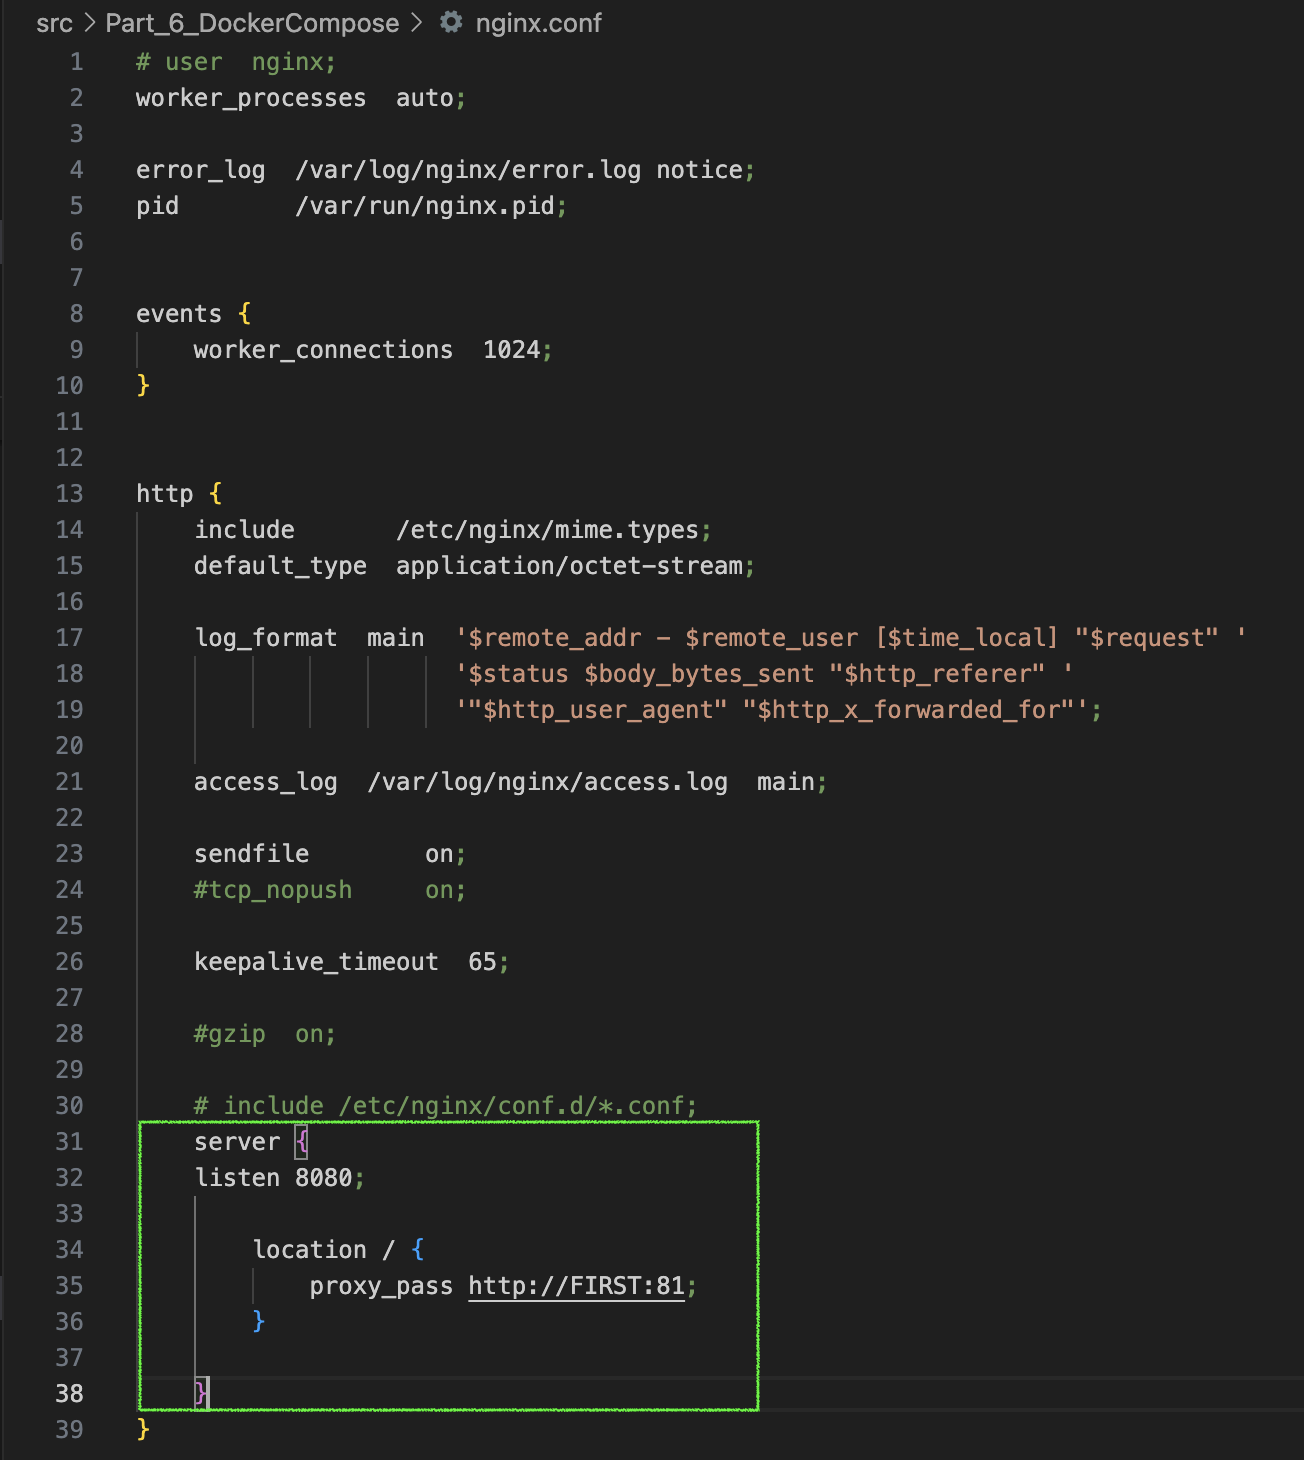 src > Part_6_DockerCompose > nginx.conf
1 # user  nginx;
2 worker_processes  auto;
3
4 error_log  /var/log/nginx/error.log notice;
5 pid        /var/run/nginx.pid;
6
7
8 events {
9     worker_connections  1024;
10 }
11
12
13 http {
14     include       /etc/nginx/mime.types;
15     default_type  application/octet-stream;
16
17     log_format  main  '$remote_addr - $remote_user [$time_local] "$request" '
18                       '$status $body_bytes_sent "$http_referer" '
19                       '"$http_user_agent" "$http_x_forwarded_for"';
20
21     access_log  /var/log/nginx/access.log  main;
22
23     sendfile        on;
24     #tcp_nopush     on;
25
26     keepalive_timeout  65;
27
28     #gzip  on;
29
30     # include /etc/nginx/conf.d/*.conf;
31     server {
32     listen 8080;
33
34         location / {
35             proxy_pass http://FIRST:81;
36         }
37
38     }
39 }